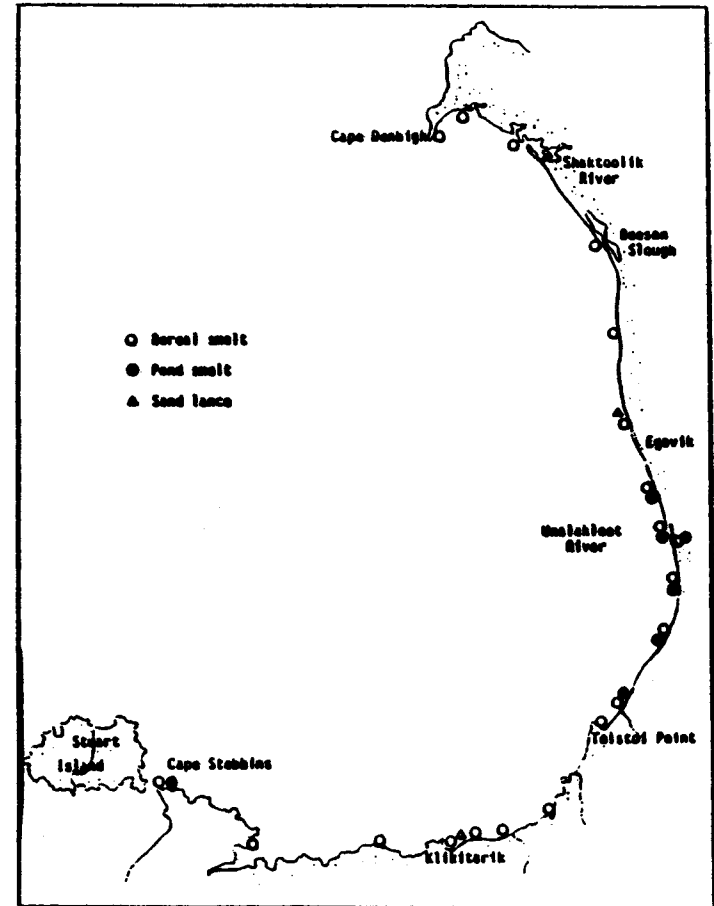 Cape Denbigh
Shaktoolik
River
Beeson
Slough
Boreal smelt
Pond smelt
Sand lance
Egavik
Unalakleet
River
Tolstoi Point
Stuart
Island
Cape Stebbins
Klikitarik